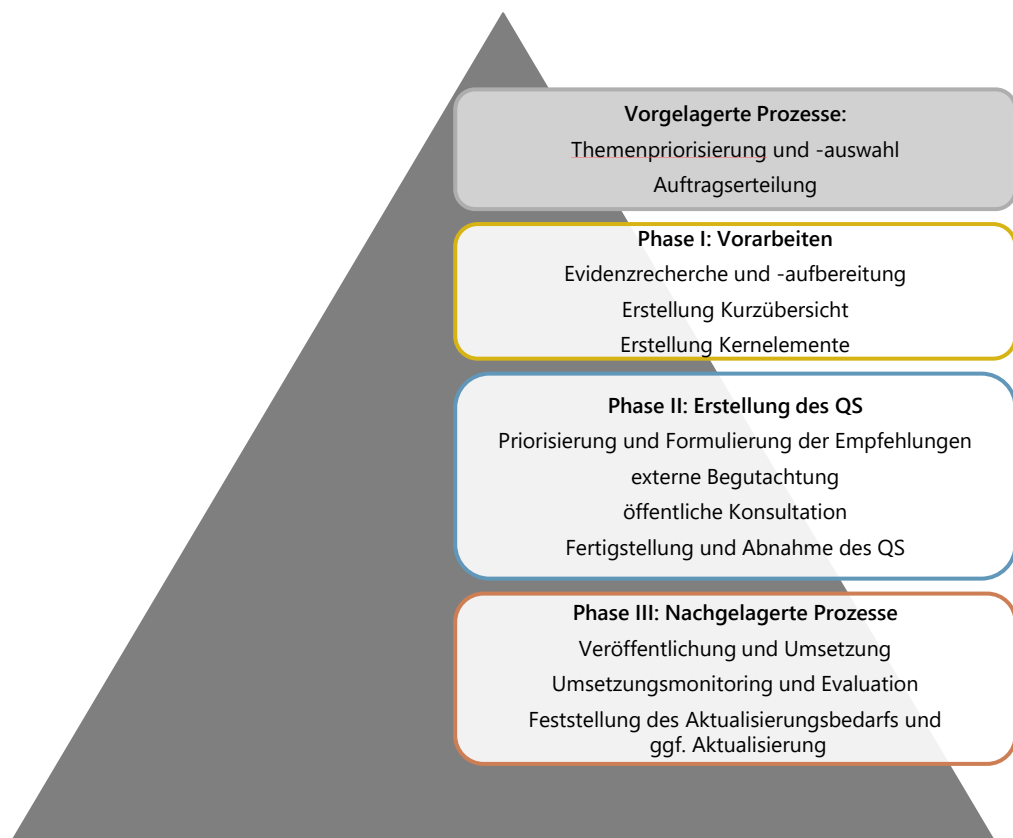 Vorgelagerte Prozesse:
Themenpriorisierung und -auswahl
Auftragserteilung
Phase I: Vorarbeiten
Evidenzrecherche und -aufbereitung
Erstellung Kurzübersicht
Erstellung Kernelemente
Phase II: Erstellung des QS
Priorisierung und Formulierung der Empfehlungen
externe Begutachtung
öffentliche Konsultation
Fertigstellung und Abnahme des QS
Phase III: Nachgelagerte Prozesse
Veröffentlichung und Umsetzung
Umsetzungsmonitoring und Evaluation
Feststellung des Aktualisierungsbedarfs und
ggf. Aktualisierung